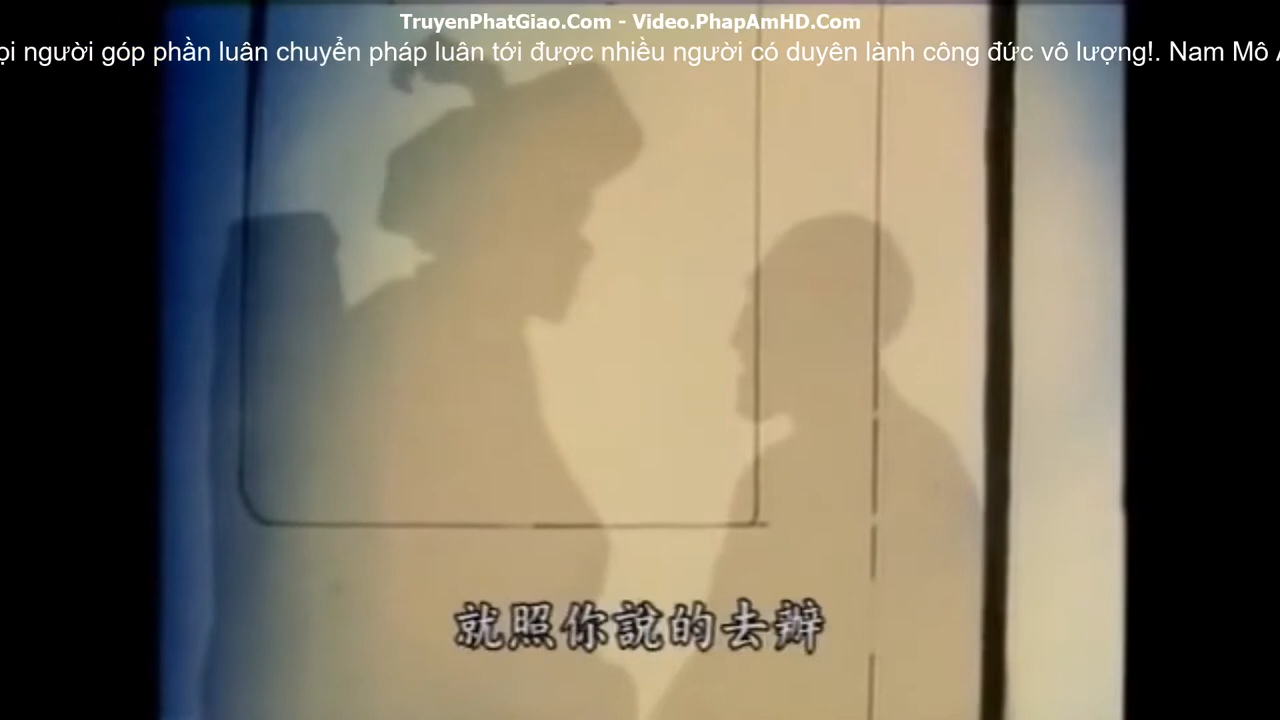 TruyenPhatGiao.Com - Video.PhapAmHD.Com
người góp phần luân chuyển pháp luân tới được nhiều người có duyên lành công đức vô lượng!. Nam Mô
就照你說的去辦